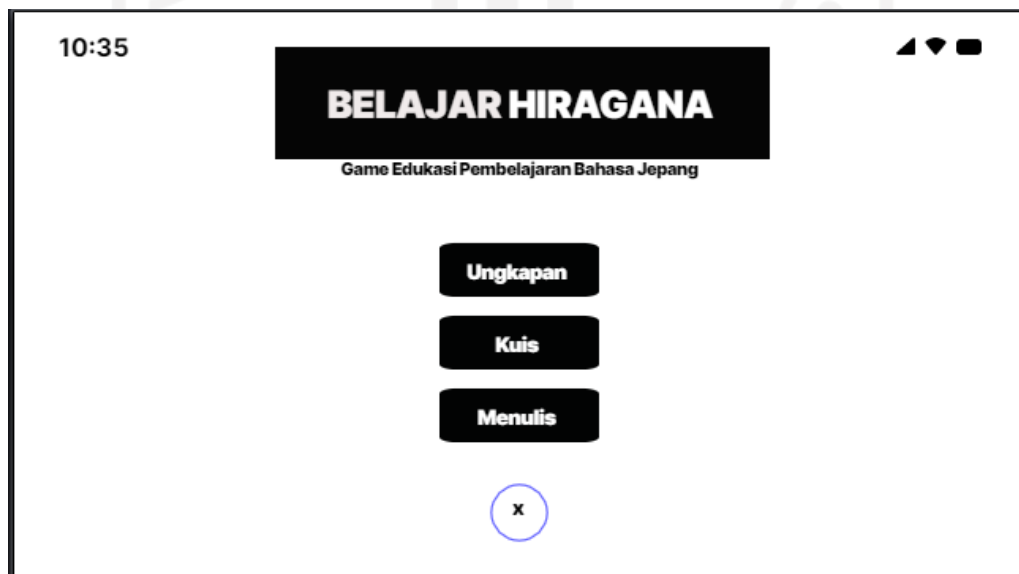 10:35
BELAJAR HIRAGANA
Game Edukasi Pembelajaran Bahasa Jepang
Ungkapan
Kuis
Menulis
x